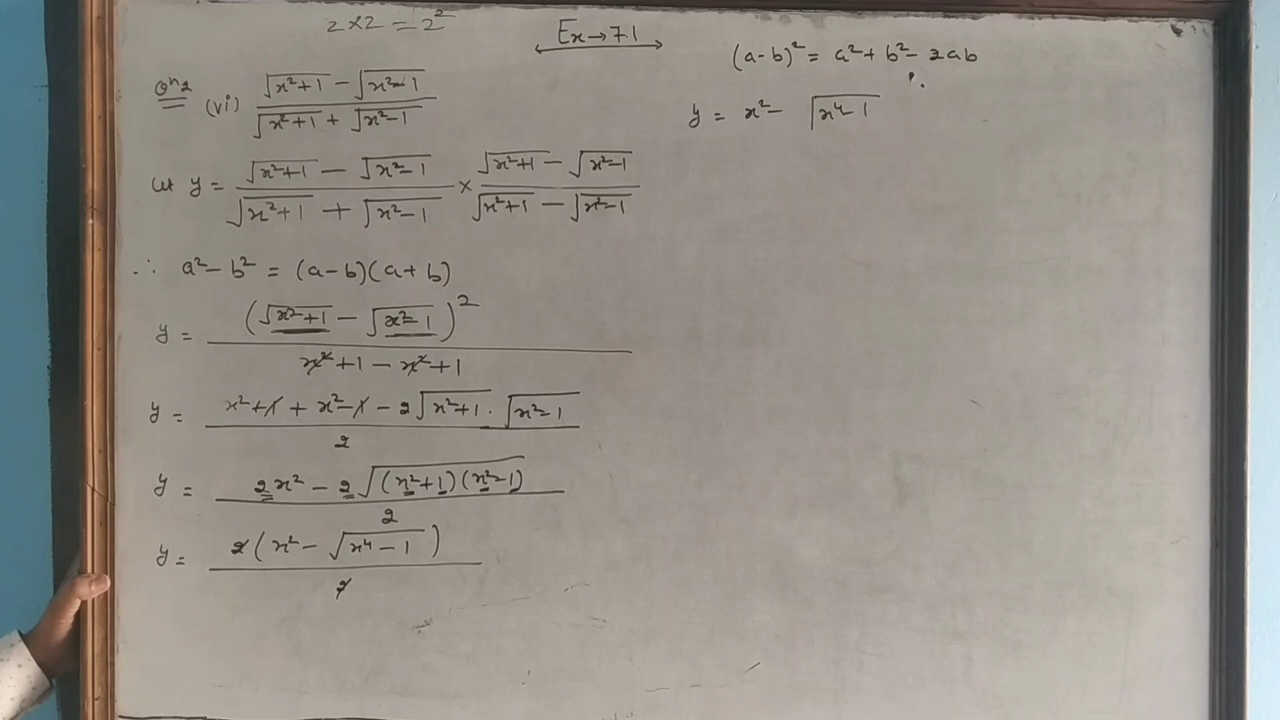 2×2 = 2²
Ex→7.1
Qⁿ2 (vi) (√(x²+1) − √(x²−1)) / (√(x²+1) + √(x²−1))
let y = (√(x²+1) − √(x²−1)) / (√(x²+1) + √(x²−1)) × (√(x²+1) − √(x²−1)) / (√(x²+1) − √(x²−1))
∴ a² − b² = (a−b)(a+b)
y = (√(x²+1) − √(x²−1))² / (x²+1 − x²+1)
y = (x²+1 + x²−1 − 2√(x²+1) · √(x²−1)) / 2
y = (2x² − 2√((x²+1)(x²−1))) / 2
y = 2(x² − √(x⁴−1)) / 2
(a-b)² = a² + b² − 2ab
y = x² − √(x⁴−1)